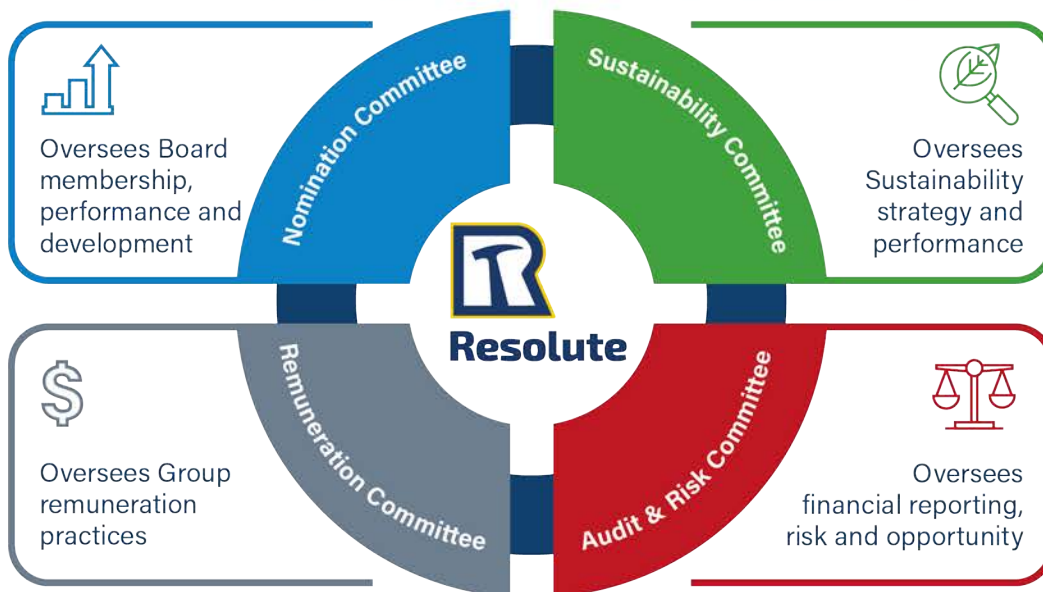 Nomination Committee
Oversees Board
membership,
performance and
development
Sustainability Committee
Oversees
Sustainability
strategy and
performance
R
Resolute
Remuneration Committee
$
Oversees Group
remuneration
practices
Audit & Risk Committee
Oversees
financial reporting,
risk and opportunity